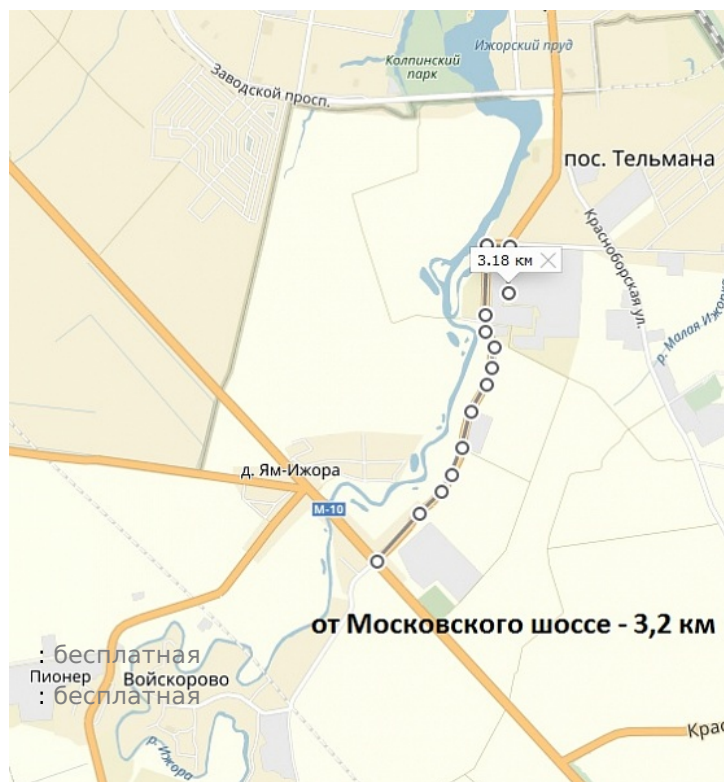 Ижорский пруд
Колпинский
парк
Заводской просп.
пос. Тельмана
Красноборская ул.
3.18 км
р. Малая Ижорка
д. Ям-Ижора
М-10
от Московского шоссе - 3,2 км
: бесплатная
Пионер
Войскорово
: бесплатная
Крас
р. Ижора